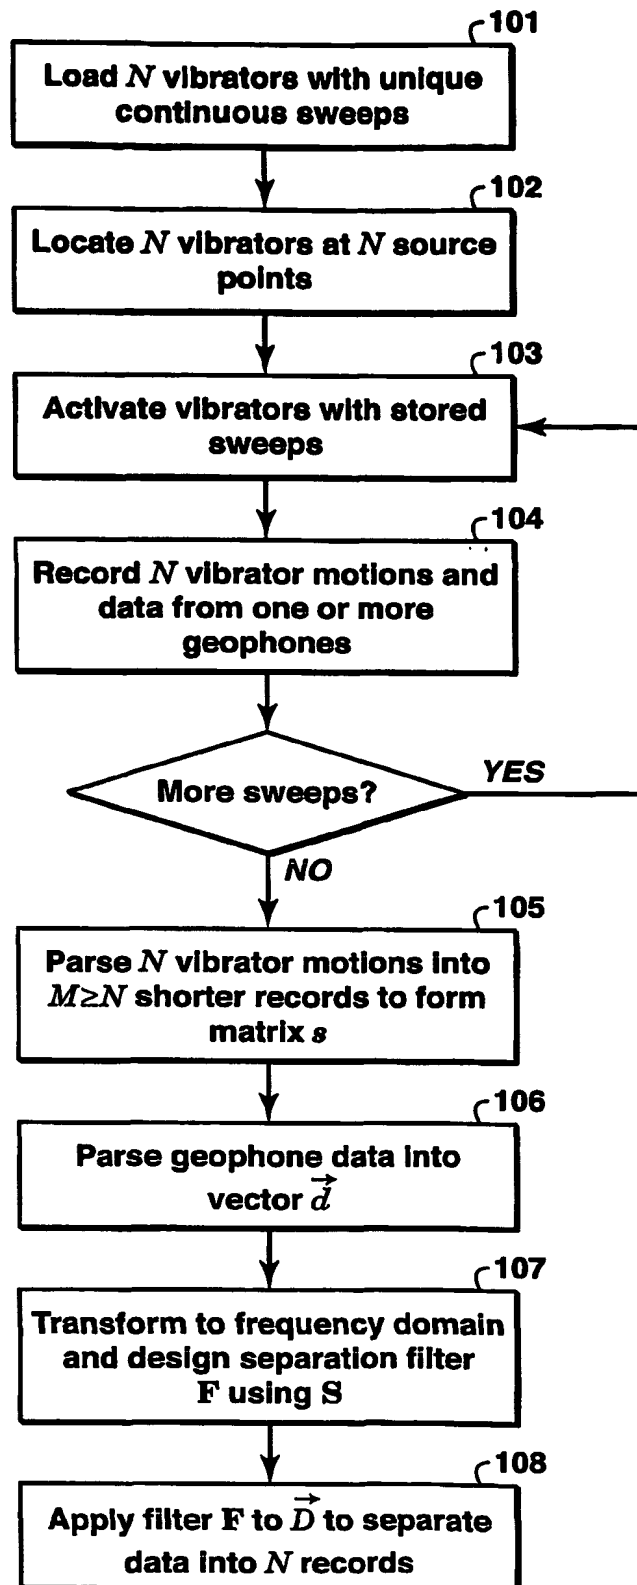 101
Load N vibrators with unique
continuous sweeps
102
Locate N vibrators at N source
points
103
Activate vibrators with stored
sweeps
104
Record N vibrator motions and
data from one or more
geophones
More sweeps?
YES
NO
105
Parse N vibrator motions into
M≥N shorter records to form
matrix s
106
Parse geophone data into
vector d⃗
107
Transform to frequency domain
and design separation filter
F using S
108
Apply filter F to D⃗ to separate
data into N records